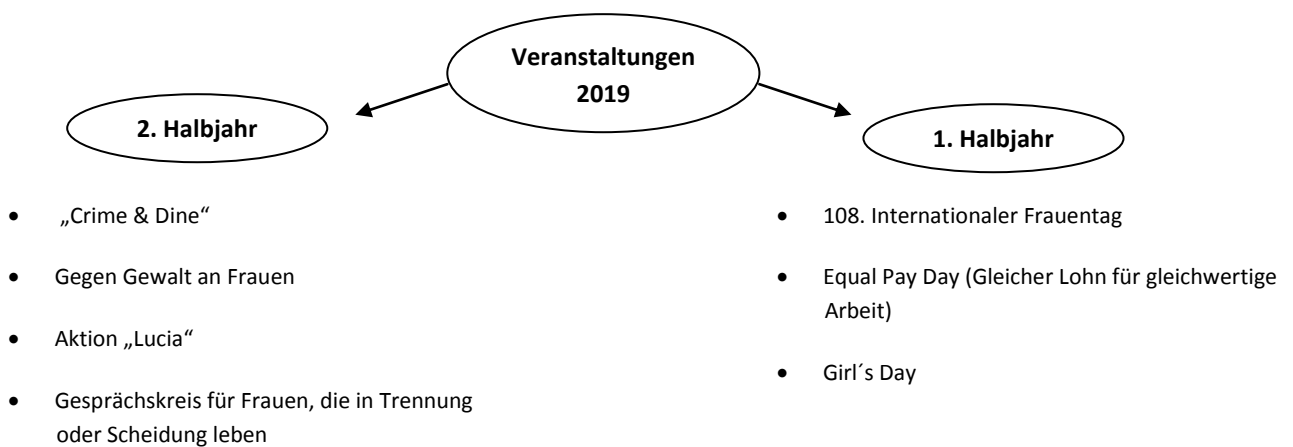 Veranstaltungen
2019
2. Halbjahr
• „Crime & Dine“
• Gegen Gewalt an Frauen
• Aktion „Lucia“
• Gesprächskreis für Frauen, die in Trennung
oder Scheidung leben
1. Halbjahr
• 108. Internationaler Frauentag
• Equal Pay Day (Gleicher Lohn für gleichwertige
Arbeit)
• Girl´s Day